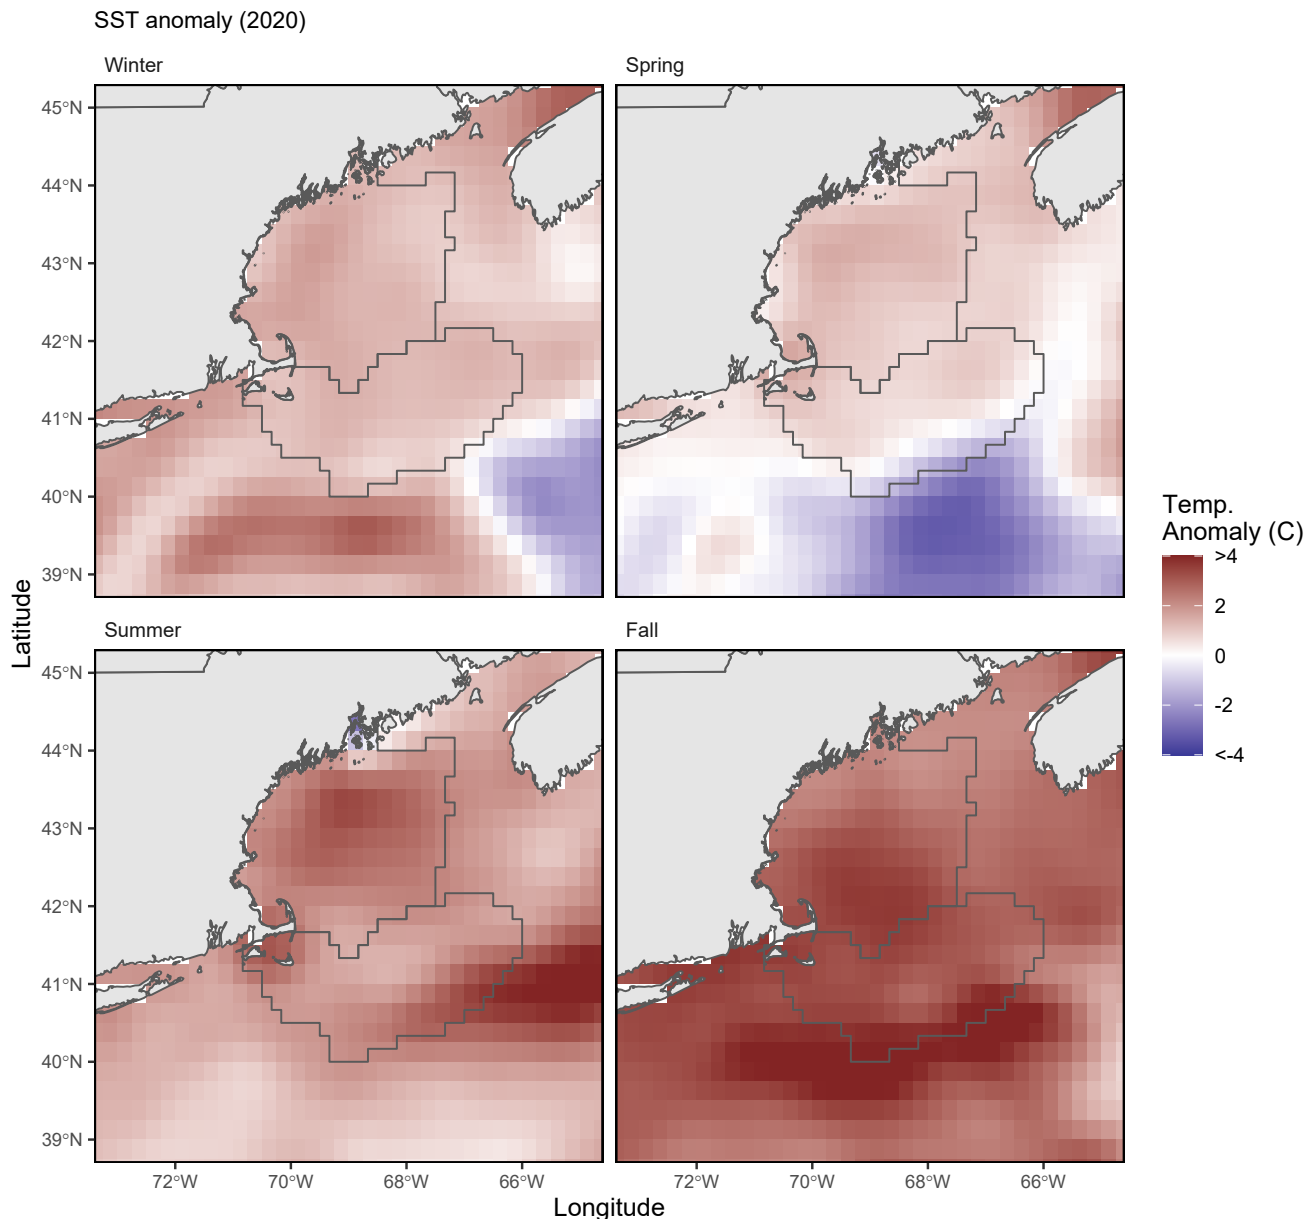 SST anomaly (2020)
Winter
Spring
45°N
44°N
43°N
42°N
41°N
40°N
39°N
Summer
Fall
45°N
44°N
43°N
42°N
41°N
40°N
39°N
72°W
70°W
68°W
66°W
72°W
70°W
68°W
66°W
Longitude
Latitude
Temp.
Anomaly (C)
>4
2
0
-2
<-4